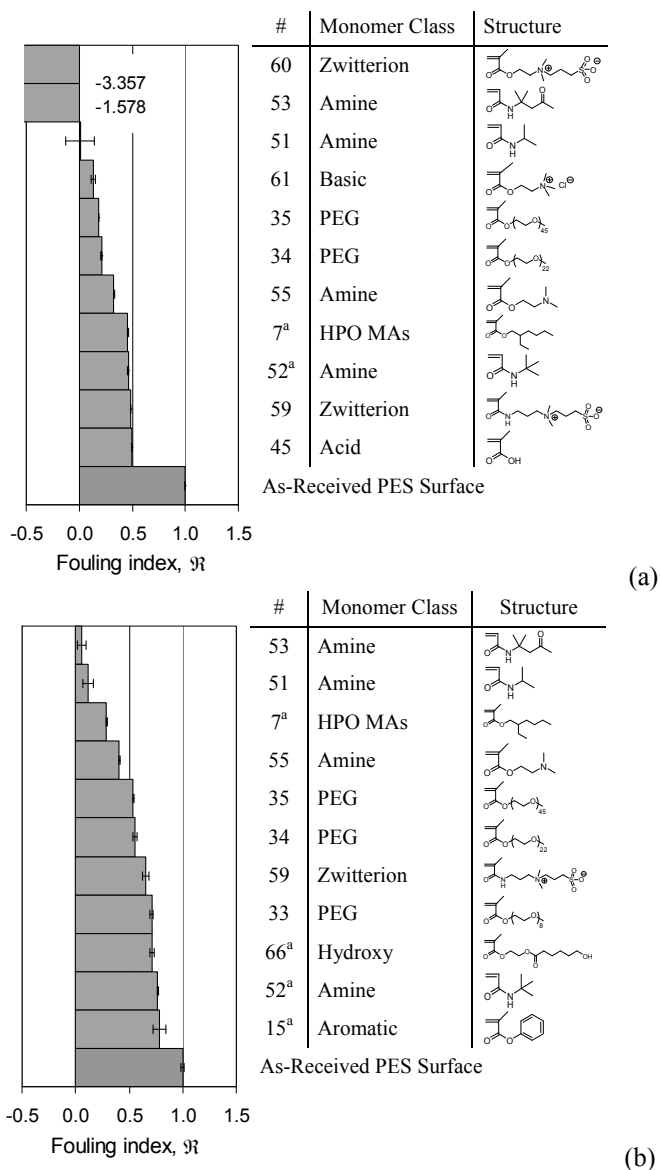 # Monomer Class Structure
60 Zwitterion
53 Amine
51 Amine
61 Basic
35 PEG
34 PEG
55 Amine
7a HPO MAs
52a Amine
59 Zwitterion
45 Acid
As-Received PES Surface
-3.357
-1.578
-0.5 0.0 0.5 1.0 1.5
Fouling index, ℜ
(a)
# Monomer Class Structure
53 Amine
51 Amine
7a HPO MAs
55 Amine
35 PEG
34 PEG
59 Zwitterion
33 PEG
66a Hydroxy
52a Amine
15a Aromatic
As-Received PES Surface
-0.5 0.0 0.5 1.0 1.5
Fouling index, ℜ
(b)